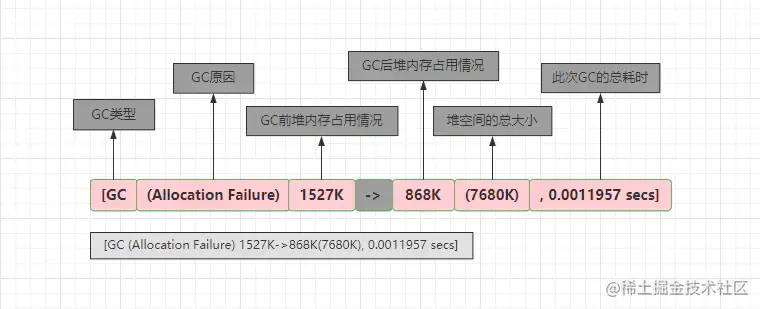 GC后堆内存占用情况
GC原因
此次GC的总耗时
GC类型
GC前堆内存占用情况
堆空间的总大小
[GC (Allocation Failure) 1527K -> 868K (7680K) , 0.0011957 secs]
[GC (Allocation Failure) 1527K->868K(7680K), 0.0011957 secs]
@稀土掘金技术社区